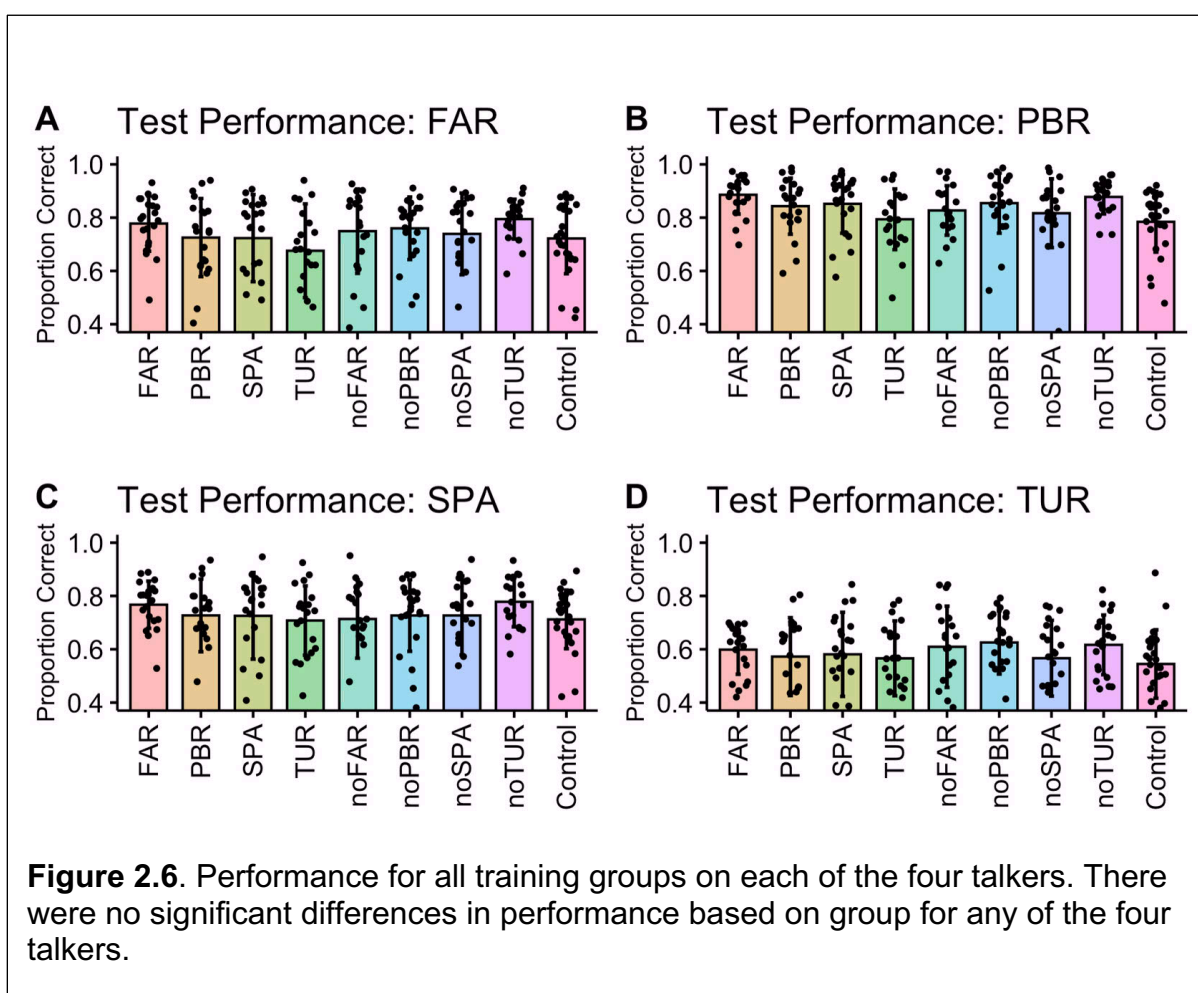 A Test Performance: FAR
Proportion Correct
1.0
0.8
0.6
0.4
FAR PBR SPA TUR noFAR noPBR noSPA noTUR Control
B Test Performance: PBR
Proportion Correct
1.0
0.8
0.6
0.4
FAR PBR SPA TUR noFAR noPBR noSPA noTUR Control
C Test Performance: SPA
Proportion Correct
1.0
0.8
0.6
0.4
FAR PBR SPA TUR noFAR noPBR noSPA noTUR Control
D Test Performance: TUR
Proportion Correct
1.0
0.8
0.6
0.4
FAR PBR SPA TUR noFAR noPBR noSPA noTUR Control
Figure 2.6. Performance for all training groups on each of the four talkers. There
were no significant differences in performance based on group for any of the four
talkers.